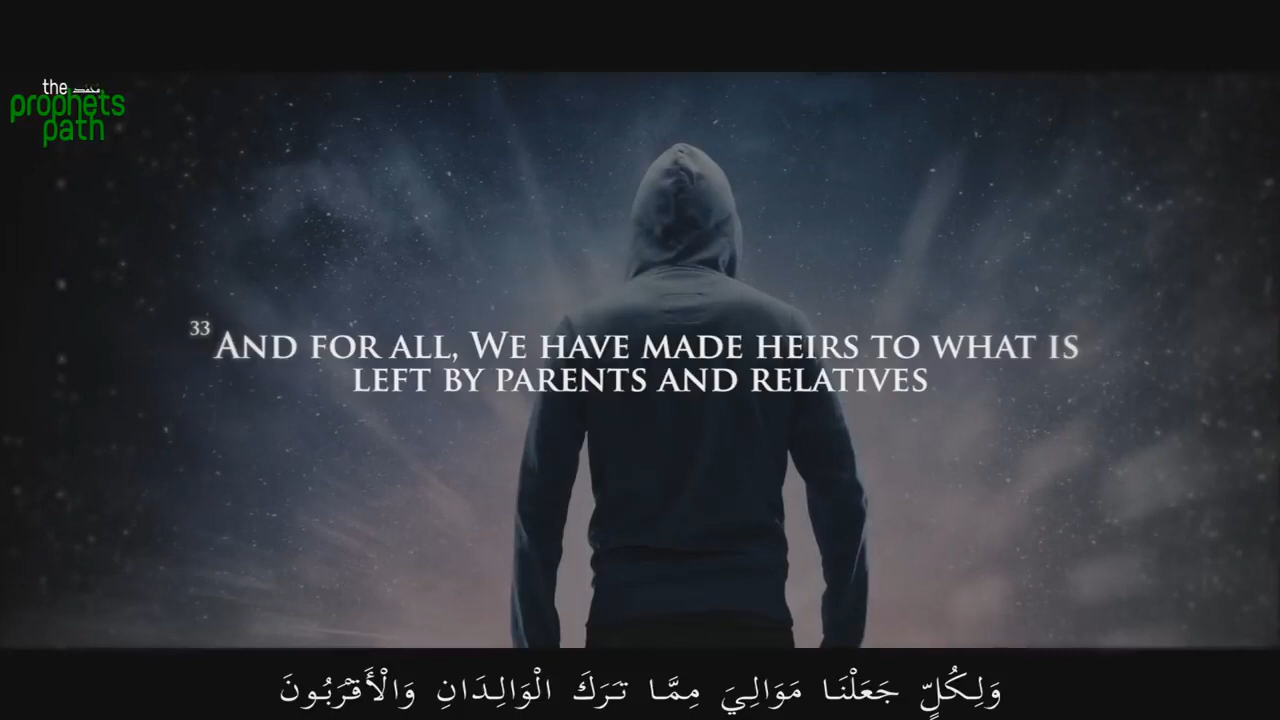 the محمد
prophets
path
33 AND FOR ALL, WE HAVE MADE HEIRS TO WHAT IS
LEFT BY PARENTS AND RELATIVES
وَلِكُلٍّ جَعَلْنَا مَوَالِيَ مِمَّا تَرَكَ الْوَالِدَانِ وَالْأَقْرَبُونَ